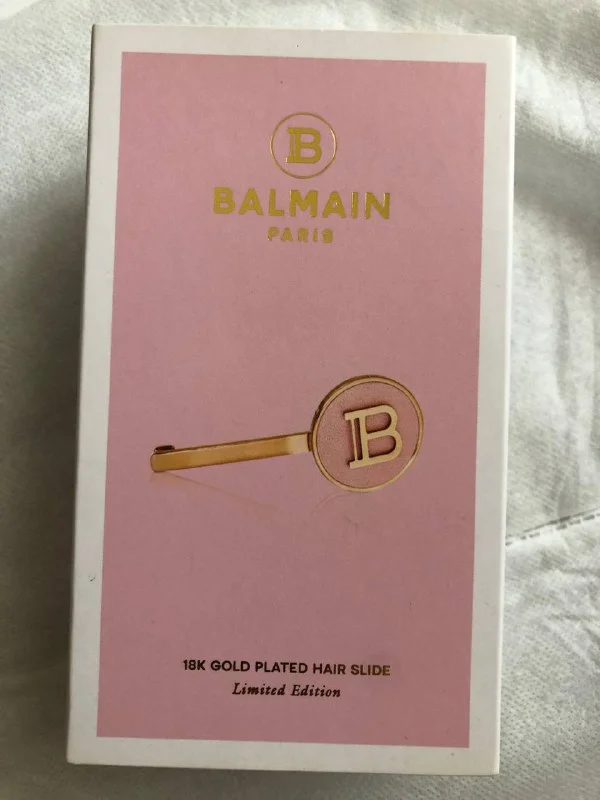 B
BALMAIN
PARIS
B
18K GOLD PLATED HAIR SLIDE
Limited Edition